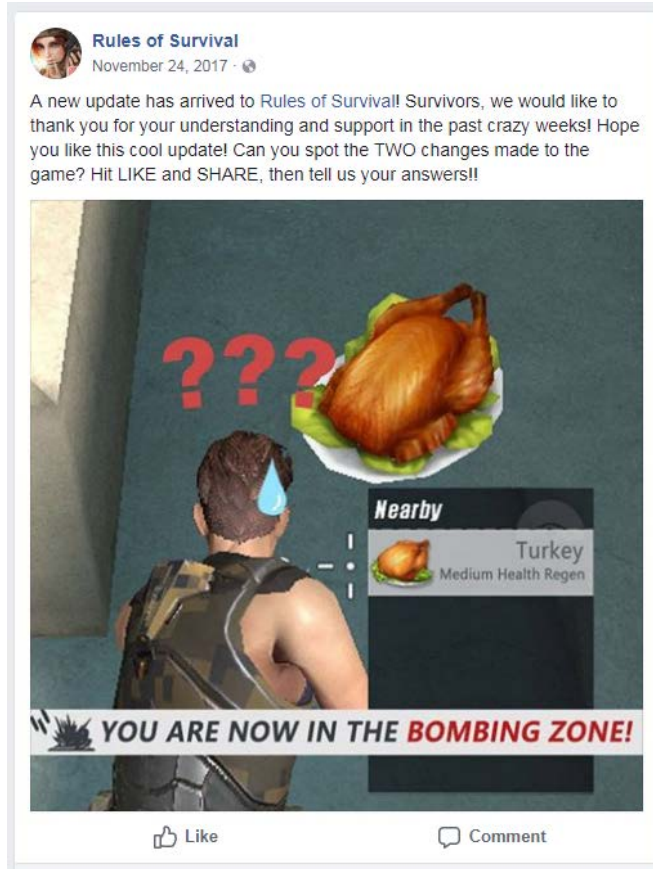 Rules of Survival
November 24, 2017 ·
A new update has arrived to Rules of Survival! Survivors, we would like to
thank you for your understanding and support in the past crazy weeks! Hope
you like this cool update! Can you spot the TWO changes made to the
game? Hit LIKE and SHARE, then tell us your answers!!
???
Nearby
Turkey
Medium Health Regen
YOU ARE NOW IN THE BOMBING ZONE!
Like Comment